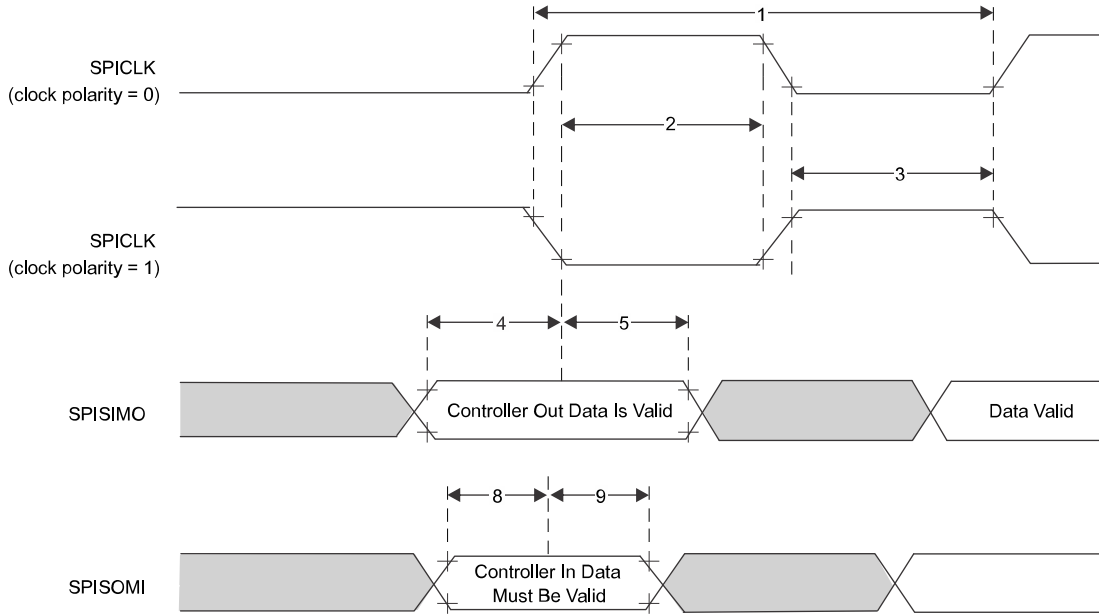 1
SPICLK
(clock polarity = 0)
2
3
SPICLK
(clock polarity = 1)
4
5
SPISIMO
Controller Out Data Is Valid
Data Valid
8
9
SPISOMI
Controller In Data
Must Be Valid